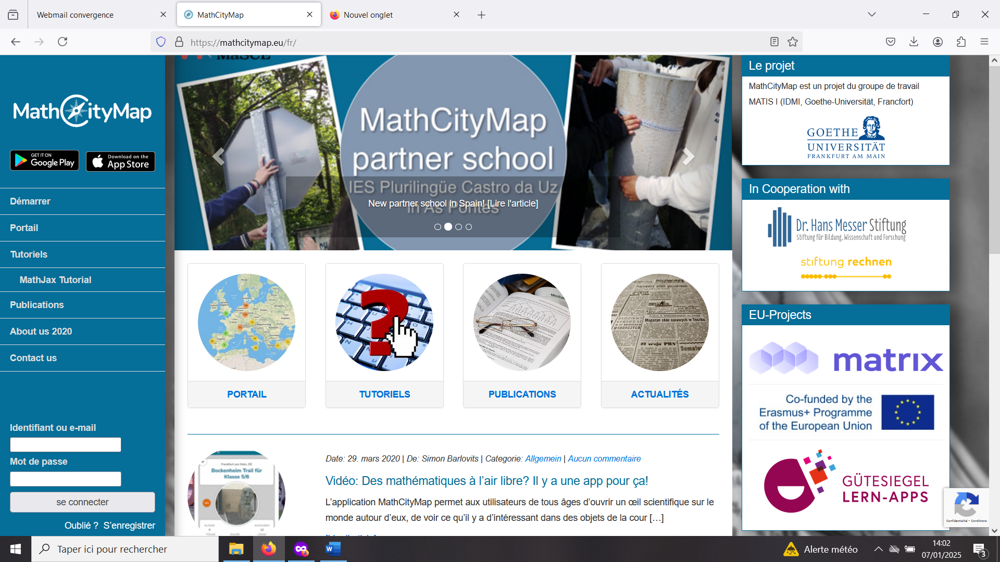 Webmail convergence
MathCityMap
Nouvel onglet
https://mathcitymap.eu/fr/
MathCityMap
GET IT ON
Google Play
Download on the
App Store
Démarrer
Portail
Tutoriels
MathJax Tutorial
Publications
About us 2020
Contact us
Identifiant ou e-mail
Mot de passe
se connecter
Oublié ? S'enregistrer
MathCityMap
partner school
IES Plurilingüe Castro da Uz
in As Pontes
New partner school in Spain! [Lire l'article]
PORTAIL
TUTORIELS
PUBLICATIONS
ACTUALITÉS
Frankfurt am Main, DE
Bockenheim Trail für
Klasse 5/6
Date: 29. mars 2020 | De: Simon Barlovits | Categorie: Allgemein | Aucun commentaire
Vidéo: Des mathématiques à l’air libre? Il y a une app pour ça!
L’application MathCityMap permet aux utilisateurs de tous âges d’ouvrir un œil scientifique sur le
monde autour d’eux, de voir ce qu’il y a d’intéressant dans des objets de la cour […]
Le projet
MathCityMap est un projet du groupe de travail
MATIS I (IDMI, Goethe-Universität, Francfort)
GOETHE
UNIVERSITÄT
FRANKFURT AM MAIN
In Cooperation with
Dr. Hans Messer Stiftung
Stiftung für Bildung, Wissenschaft und Forschung
stiftung rechnen
EU-Projects
matrix
Co-funded by the
Erasmus+ Programme
of the European Union
GÜTESIEGEL
LERN-APPS
Confidentialité - Conditions
Taper ici pour rechercher
Alerte météo
14:02
07/01/2025
3